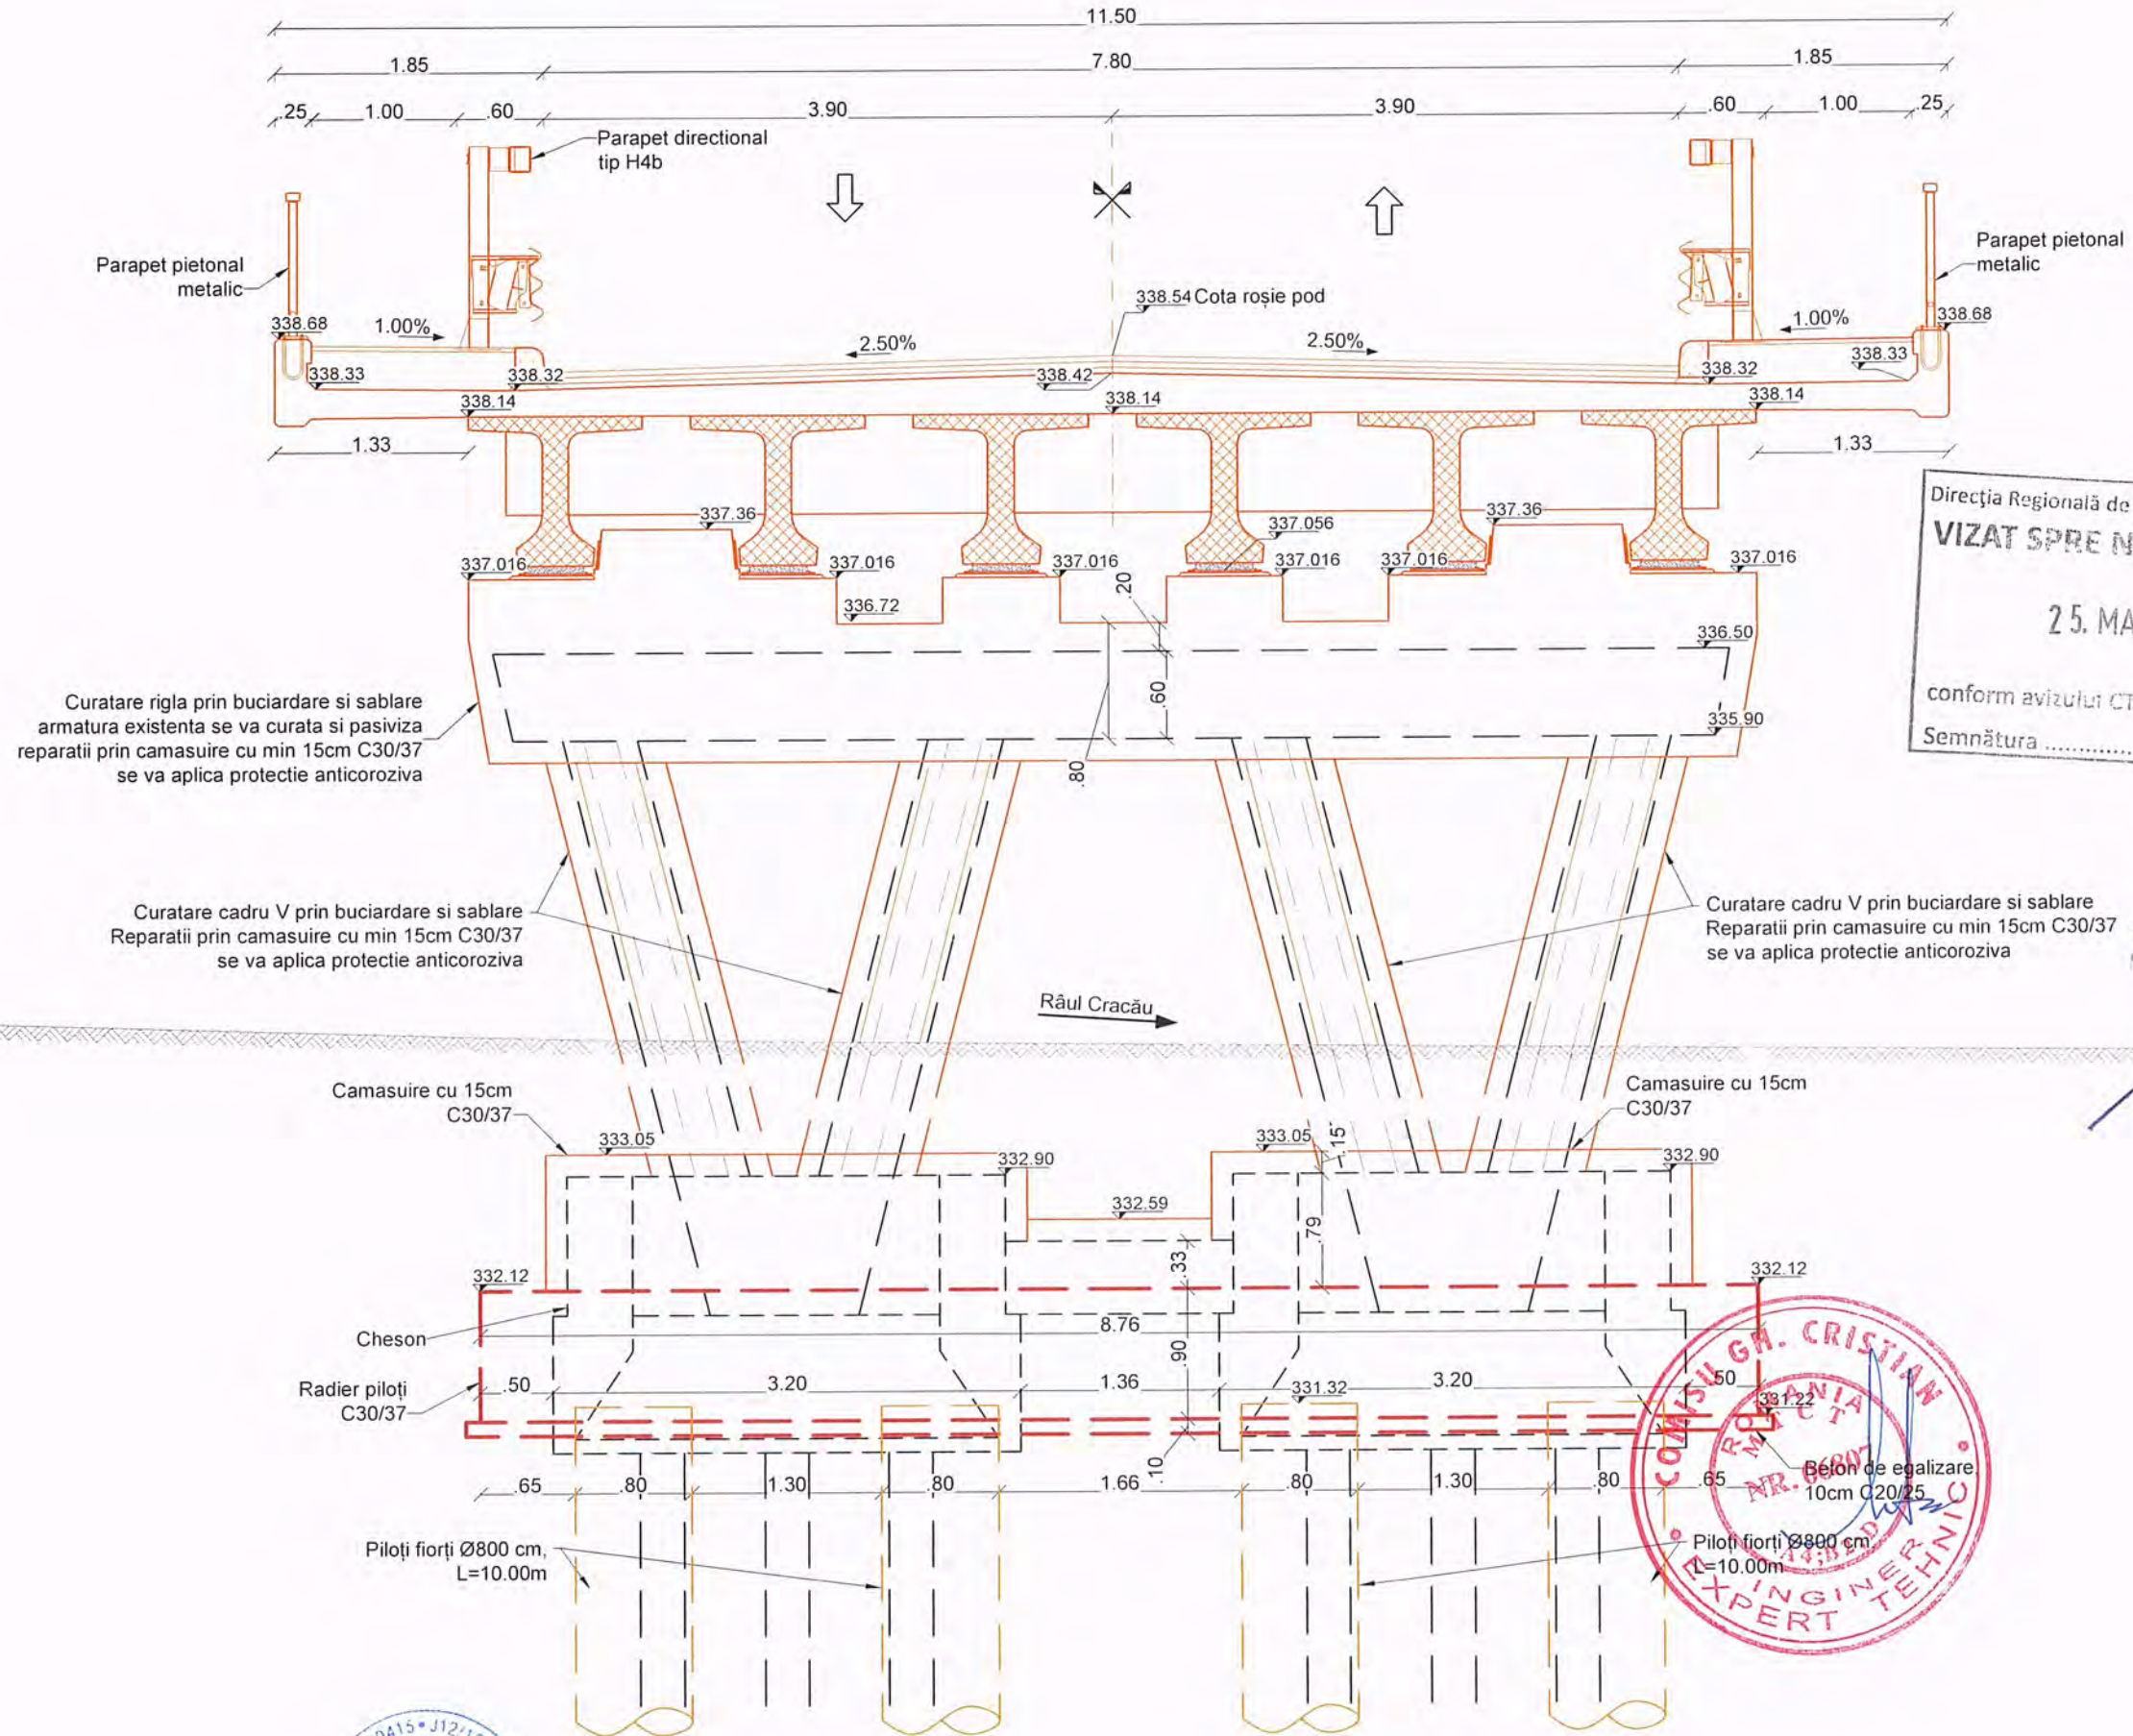 11.50
1.85 7.80 1.85
.25 1.00 .60 3.90 3.90 .60 1.00 .25
Parapet directional
tip H4b
Parapet pietonal
metalic
Parapet pietonal
metalic
338.54 Cota roșie pod
338.68 1.00% 2.50% 2.50% 1.00% 338.68
338.33 338.32 338.42 338.32 338.33
338.14 338.14 338.14
1.33 1.33
337.36 337.056 337.36
337.016 337.016 337.016 337.016 337.016 337.016
336.72 .20
336.50
.60
335.90
.80
Direcția Regională de
VIZAT SPRE N
25. MA
conform avizului CT
Semnătura ..............
Curatare rigla prin buciardare si sablare
armatura existenta se va curata si pasiviza
reparatii prin camasuire cu min 15cm C30/37
se va aplica protectie anticoroziva
Curatare cadru V prin buciardare si sablare
Reparatii prin camasuire cu min 15cm C30/37
se va aplica protectie anticoroziva
Curatare cadru V prin buciardare si sablare
Reparatii prin camasuire cu min 15cm C30/37
se va aplica protectie anticoroziva
Râul Cracău
Camasuire cu 15cm
C30/37
Camasuire cu 15cm
C30/37
333.05 332.90 333.05 .15 332.90
332.59
.79
.33
332.12 332.12
Cheson
8.76
.90
Radier piloți
C30/37
.50 3.20 1.36 331.32 3.20 .50
331.22
.10
.65 .80 1.30 .80 1.66 .80 1.30 .80 .65
Beton de egalizare,
10cm C20/25
Piloți fiorți Ø800 cm,
L=10.00m
Piloți fiorți Ø800 cm,
L=10.00m
COMISU GH. CRISTIAN
ROMANIA
M T C T
NR. 06807
A4;B2;D
INGINER
EXPERT TEHNIC